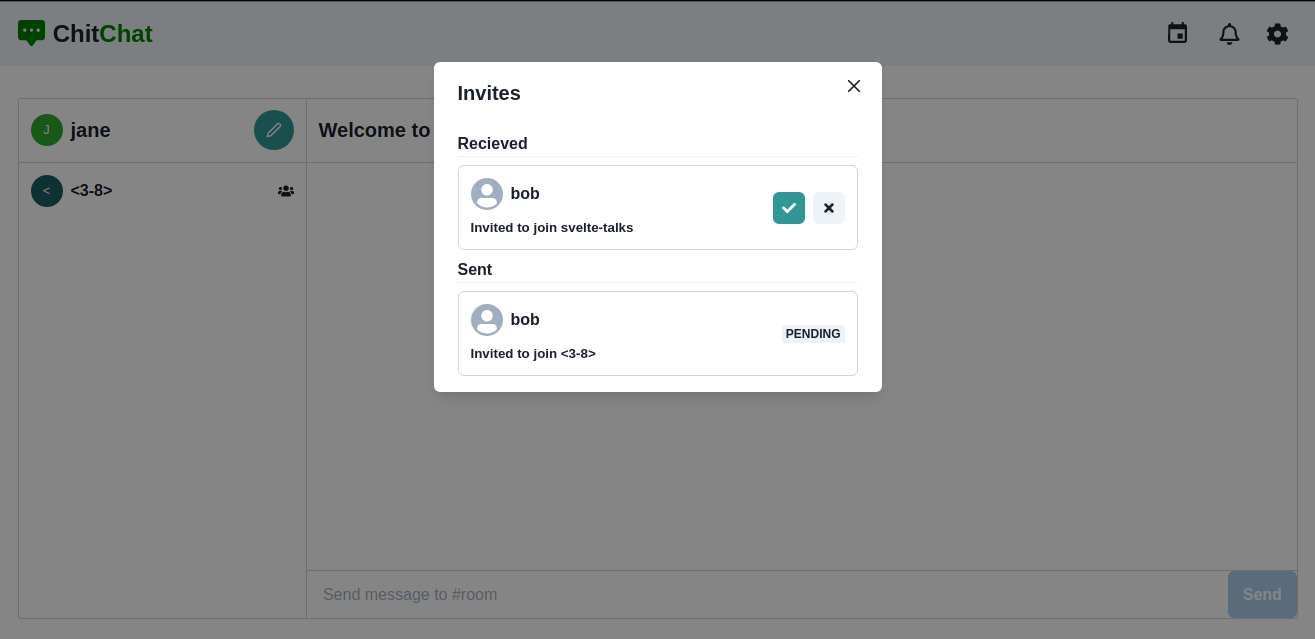 ChitChat
J jane
Welcome to
< <3-8>
Invites
Recieved
bob
Invited to join svelte-talks
Sent
bob
PENDING
Invited to join <3-8>
Send message to #room
Send